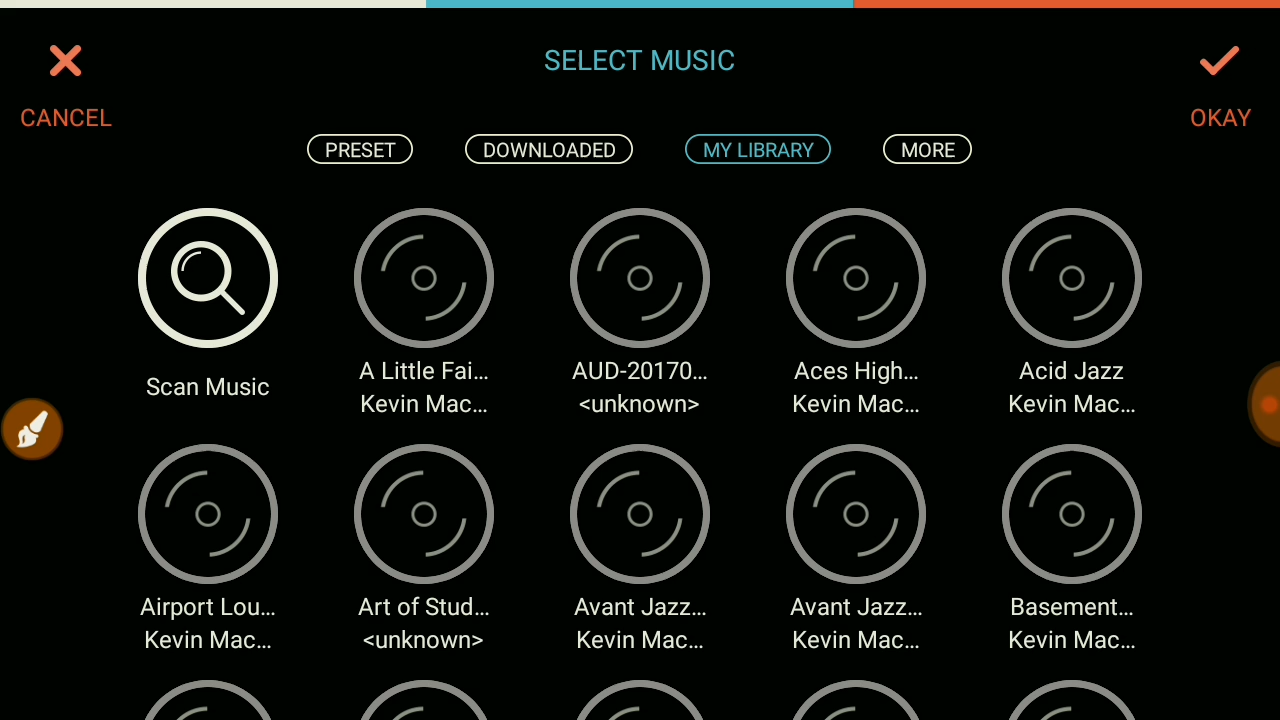 SELECT MUSIC
CANCEL
OKAY
PRESET
DOWNLOADED
MY LIBRARY
MORE
Scan Music
A Little Fai...
Kevin Mac...
AUD-20170...
<unknown>
Aces High...
Kevin Mac...
Acid Jazz
Kevin Mac...
Airport Lou...
Kevin Mac...
Art of Stud...
<unknown>
Avant Jazz...
Kevin Mac...
Avant Jazz...
Kevin Mac...
Basement...
Kevin Mac...